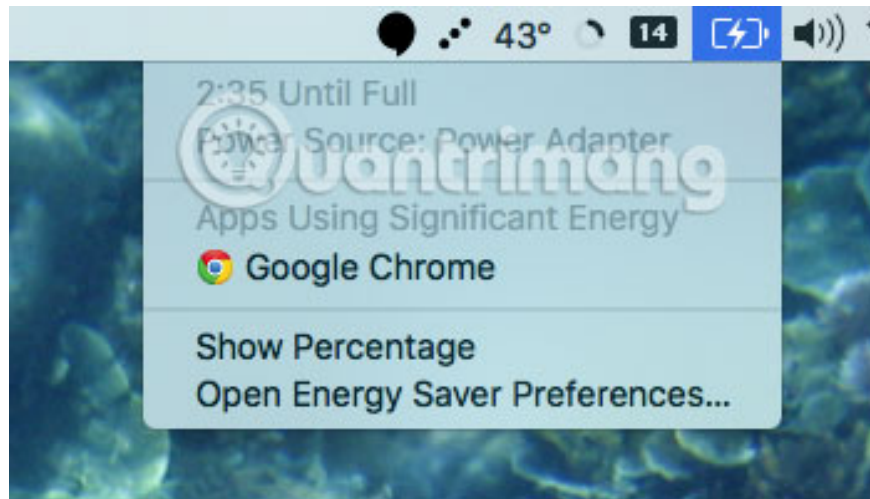 43° 14
2:35 Until Full
Power Source: Power Adapter
Quantrimang
Apps Using Significant Energy
Google Chrome
Show Percentage
Open Energy Saver Preferences...